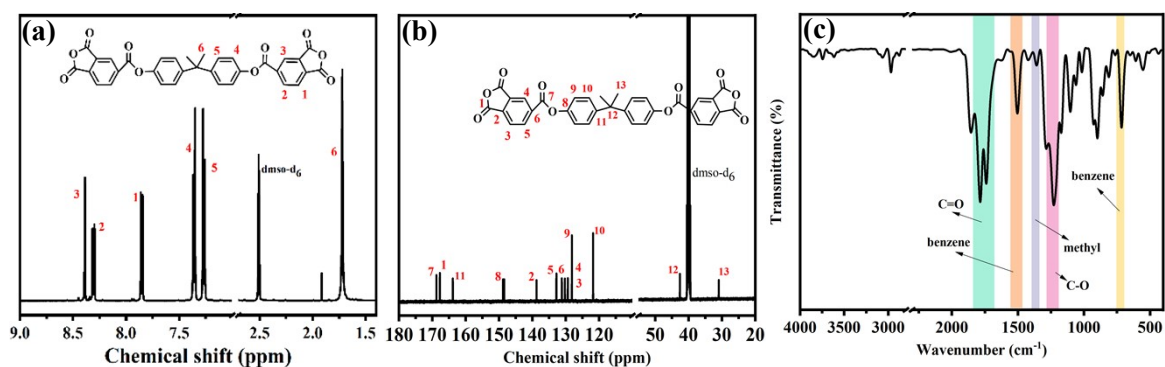 (a)
O
O
O
O
O
O
O
O
O
O
6
5
4
3
2
1
3
2
1
4
5
dmso-d6
6
9.0 8.5 8.0 7.5 2.5 2.0 1.5
Chemical shift (ppm)
(b)
O
O
O
O
O
O
O
O
O
O
1
2
3
4
5
6
7
8
9
10
11
12
13
dmso-d6
7
1
11
8
2
5
6
9
4
3
10
12
13
180 170 160 150 140 130 120 50 40 30 20
Chemical shift (ppm)
(c)
Transmittance (%)
C=O
benzene
benzene
methyl
C-O
4000 3000 2000 1500 1000 500
Wavenumber (cm-1)